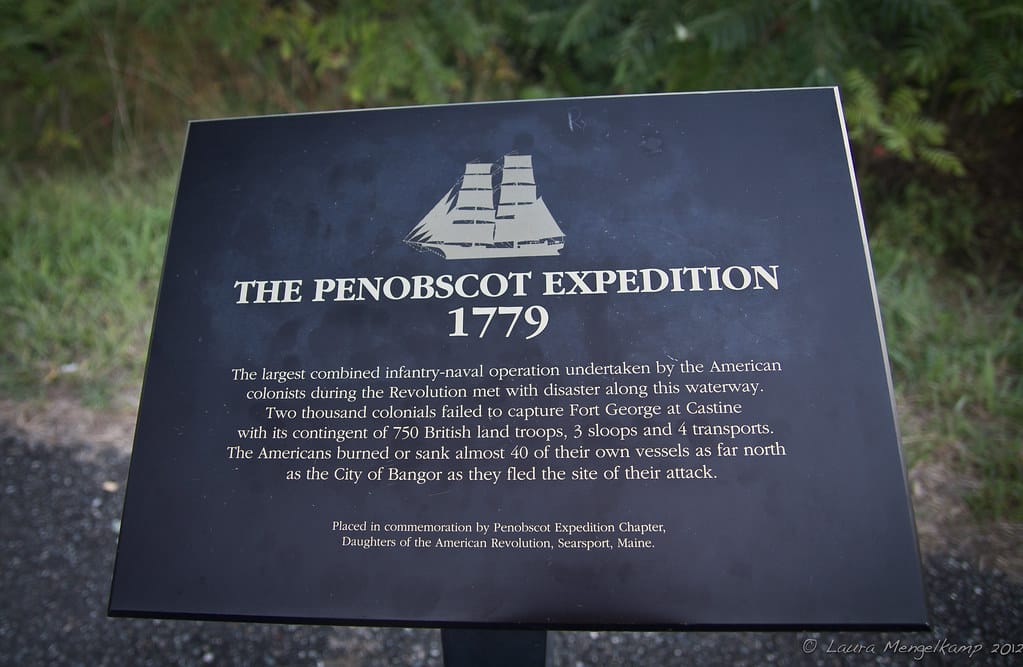 THE PENOBSCOT EXPEDITION
1779
The largest combined infantry-naval operation undertaken by the American
colonists during the Revolution met with disaster along this waterway.
Two thousand colonials failed to capture Fort George at Castine
with its contingent of 750 British land troops, 3 sloops and 4 transports.
The Americans burned or sank almost 40 of their own vessels as far north
as the City of Bangor as they fled the site of their attack.
Placed in commemoration by Penobscot Expedition Chapter,
Daughters of the American Revolution, Searsport, Maine.
© Laura Mengelkamp 2012